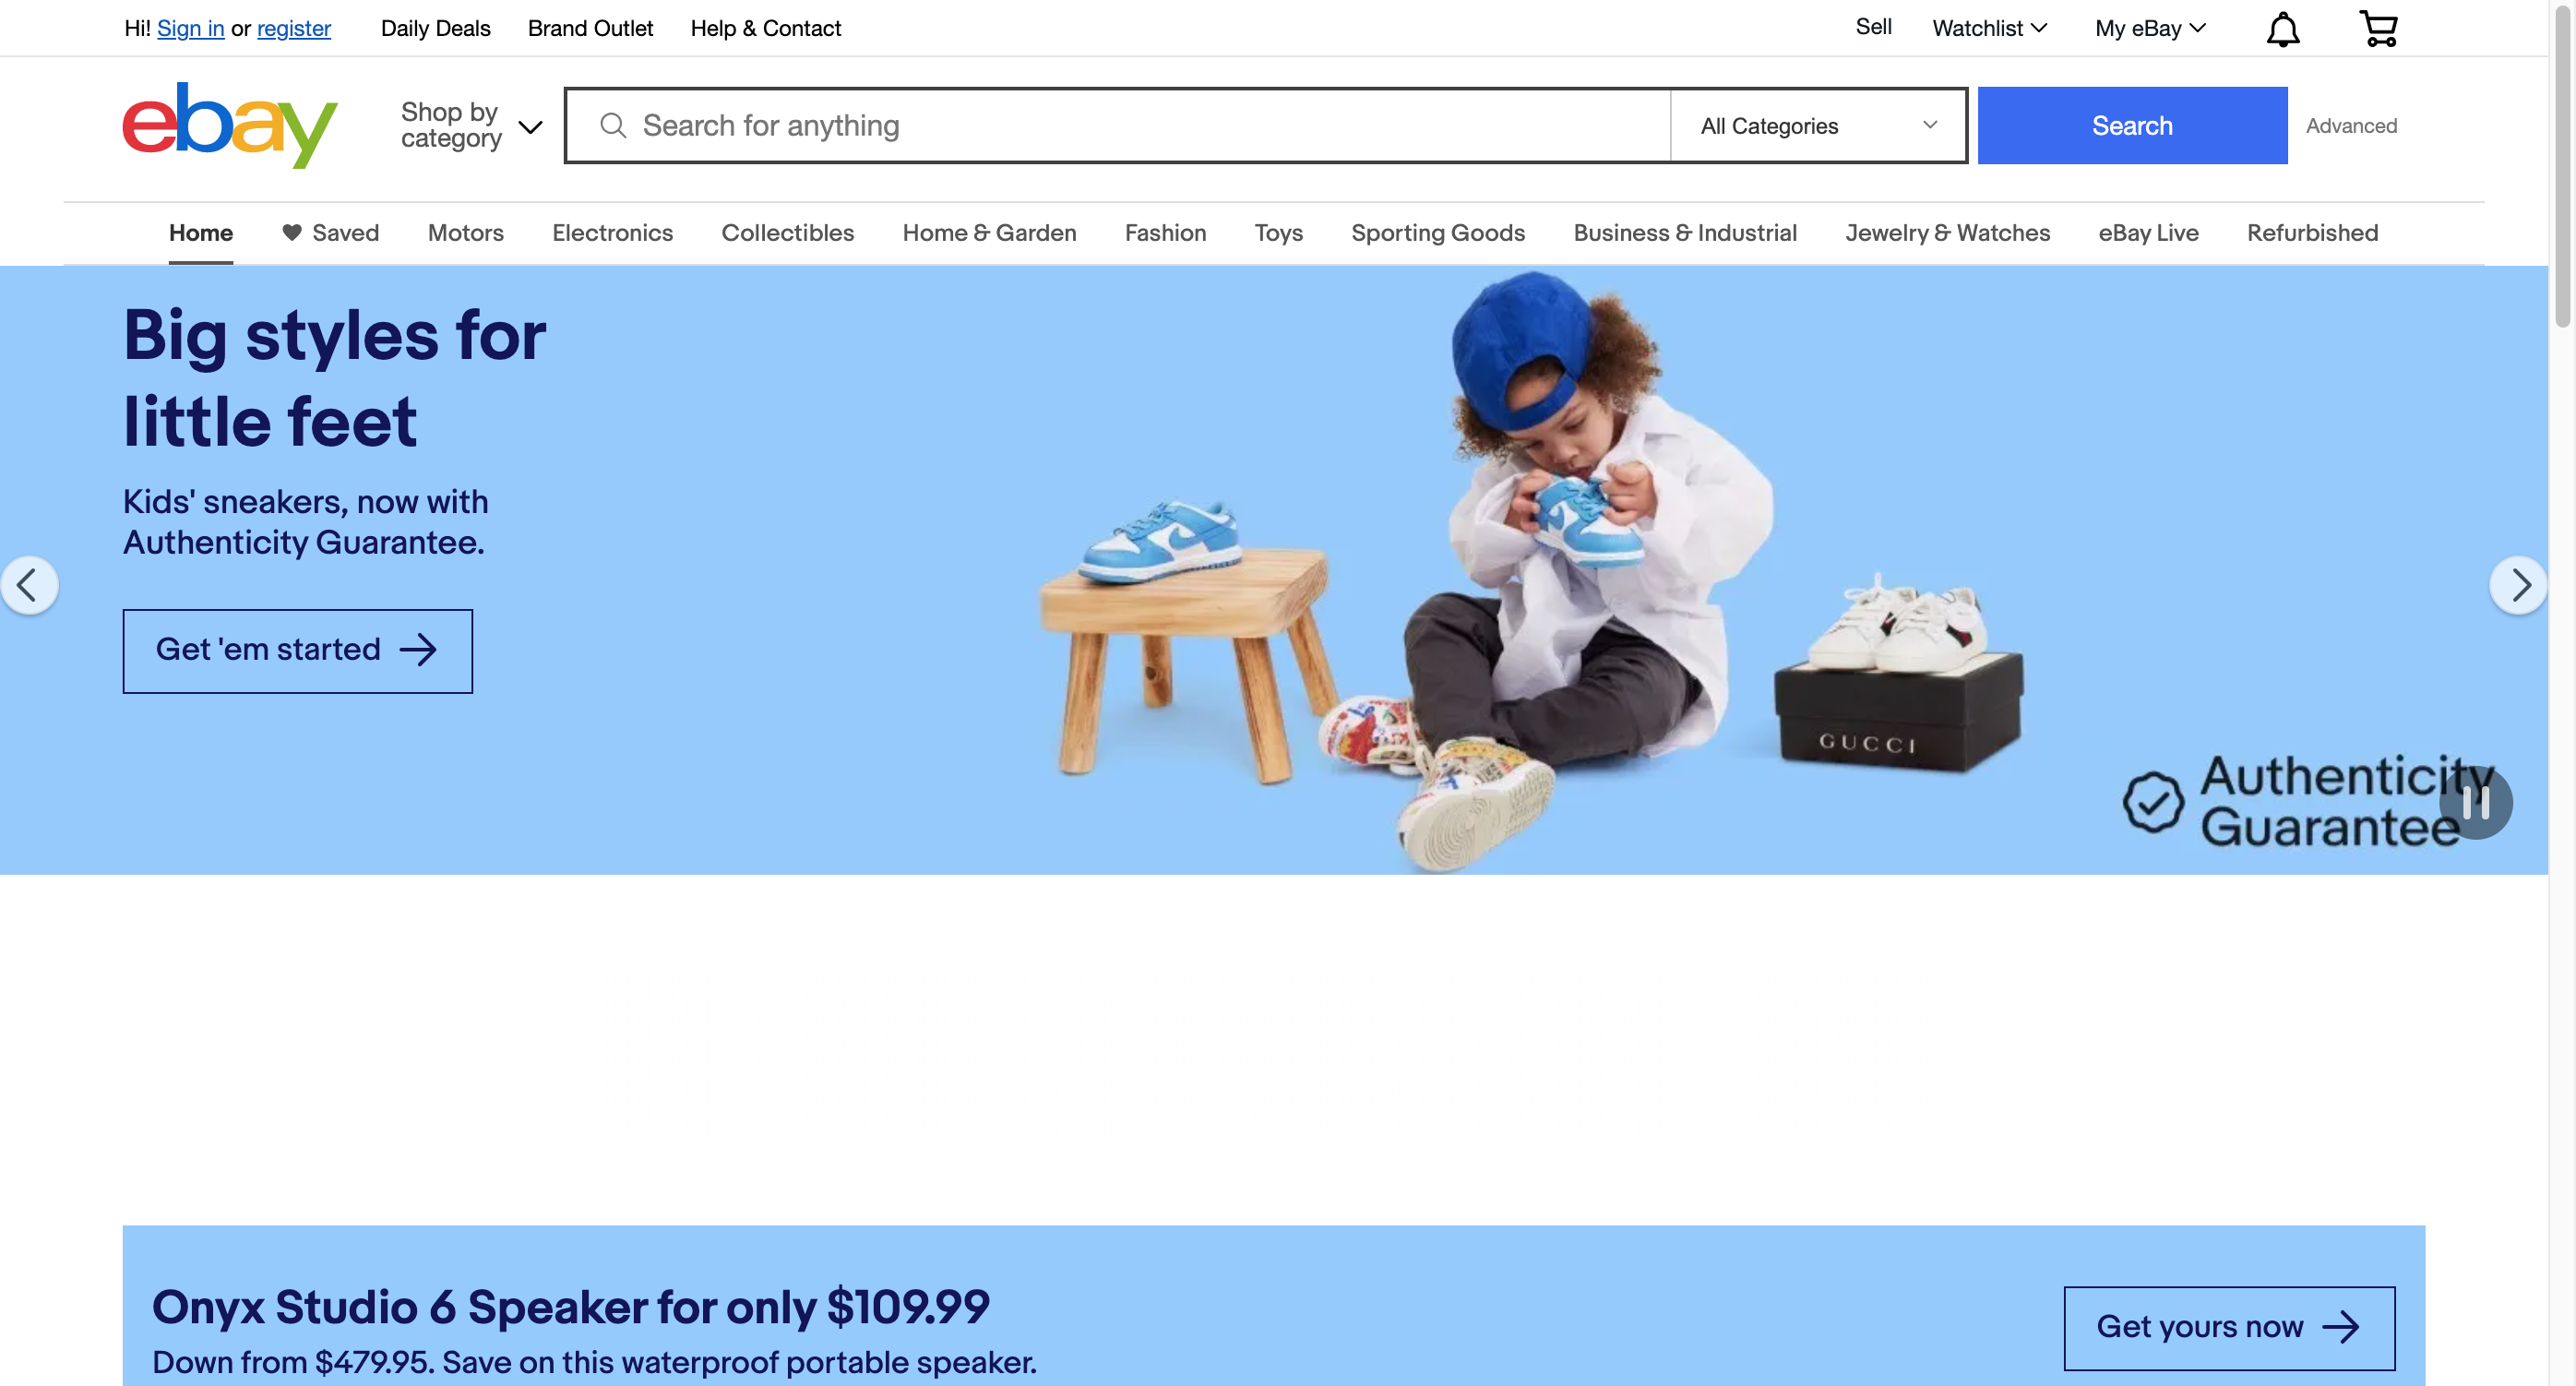 Hi! Sign in or register Daily Deals Brand Outlet Help & Contact Sell Watchlist My eBay
ebay
Shop by
category
Search for anything
All Categories
Search
Advanced
Home Saved Motors Electronics Collectibles Home & Garden Fashion Toys Sporting Goods Business & Industrial Jewelry & Watches eBay Live Refurbished
Big styles for
little feet
Kids' sneakers, now with
Authenticity Guarantee.
Get 'em started
GUCCI
Authenticity
Guarantee
Onyx Studio 6 Speaker for only $109.99
Down from $479.95. Save on this waterproof portable speaker.
Get yours now